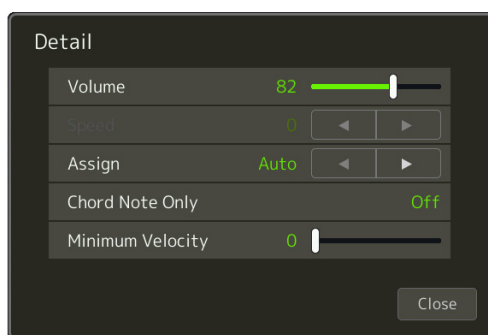 Detail
Volume 82
Speed 0
Assign Auto
Chord Note Only Off
Minimum Velocity 0
Close